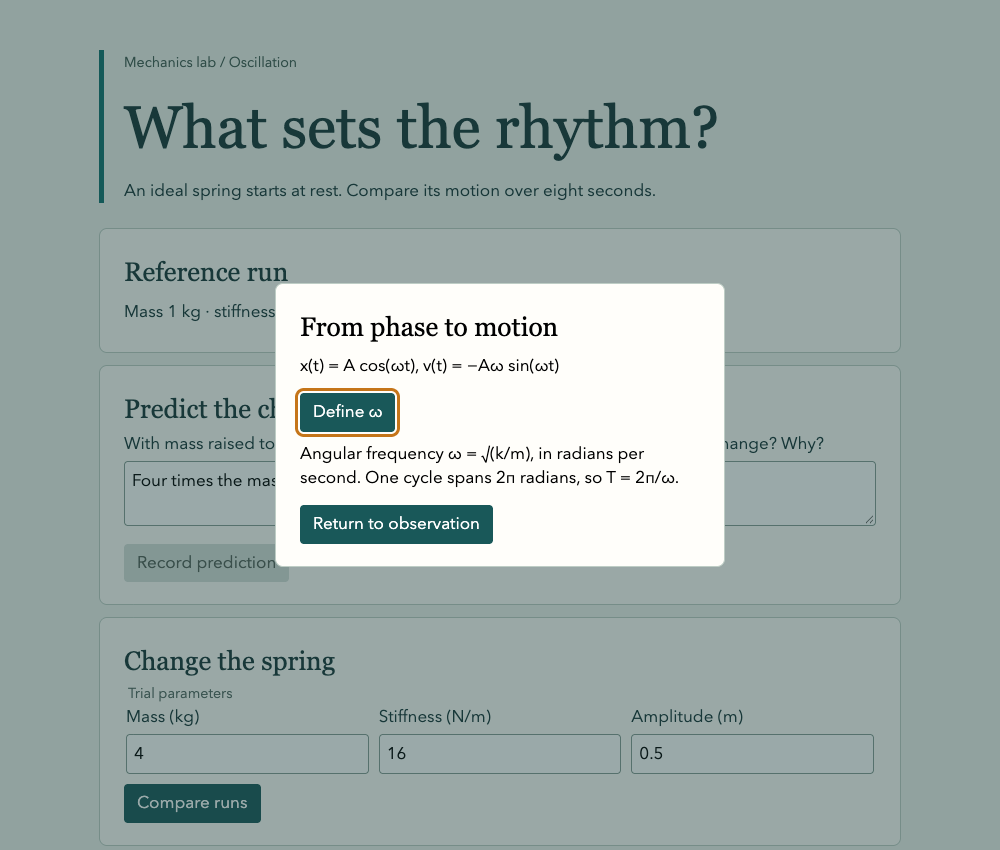 Mechanics lab / Oscillation
What sets the rhythm?
An ideal spring starts at rest. Compare its motion over eight seconds.
Reference run
Mass 1 kg · stiffness
From phase to motion
x(t) = A cos(ωt), v(t) = −Aω sin(ωt)
Define ω
Angular frequency ω = √(k/m), in radians per
second. One cycle spans 2π radians, so T = 2π/ω.
Return to observation
Predict the
With mass raised to
Why?
Four times the
Record prediction
Change the spring
Trial parameters
Mass (kg)
Stiffness (N/m)
Amplitude (m)
4
16
0.5
Compare runs